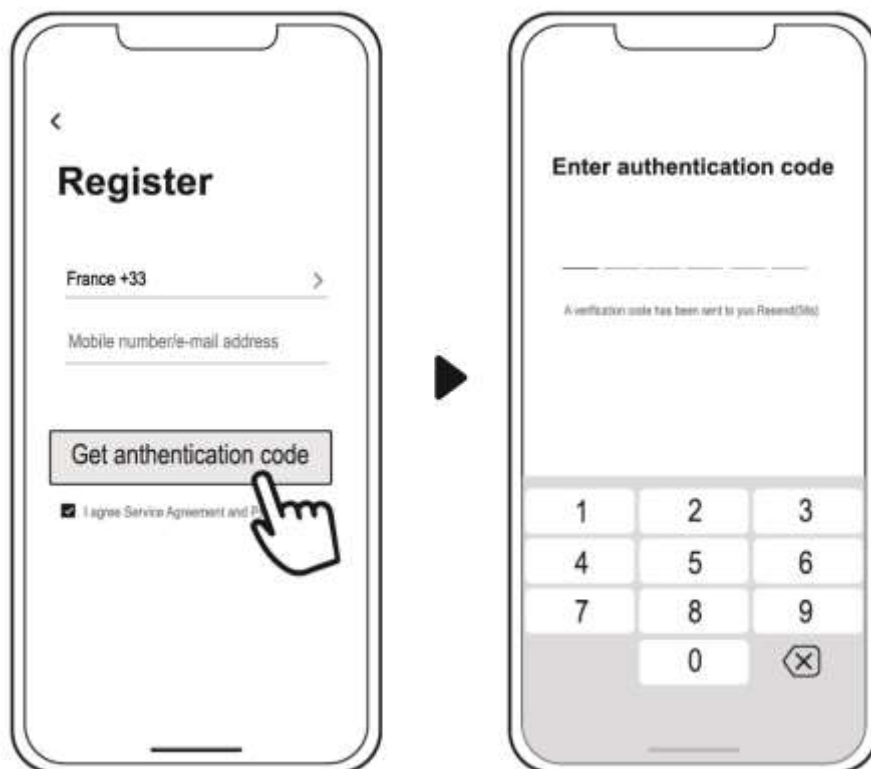 Register
France +33
Mobile number/e-mail address
Get anthentication code
I agree Service Agreement and P
Enter authentication code
A verification code has been sent to you Resend(58s)
1 2 3
4 5 6
7 8 9
0